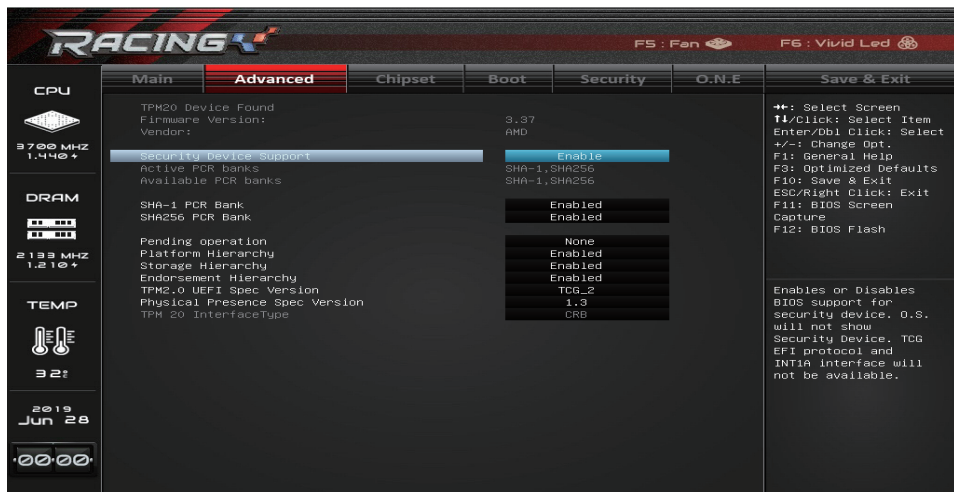 RACING
F5 : Fan
F6 : Vivid Led
Main Advanced Chipset Boot Security O.N.E Save & Exit
CPU
3700 MHZ
1.440
DRAM
2133 MHZ
1.210
TEMP
32
2019
Jun 28
00:00
TPM20 Device Found
Firmware Version: 3.37
Vendor: AMD
Security Device Support Enable
Active PCR banks SHA-1,SHA256
Available PCR banks SHA-1,SHA256
SHA-1 PCR Bank Enabled
SHA256 PCR Bank Enabled
Pending operation None
Platform Hierarchy Enabled
Storage Hierarchy Enabled
Endorsement Hierarchy Enabled
TPM2.0 UEFI Spec Version TCG_2
Physical Presence Spec Version 1.3
TPM 20 InterfaceType CRB
→←: Select Screen
↑↓/Click: Select Item
Enter/Dbl Click: Select
+/-: Change Opt.
F1: General Help
F3: Optimized Defaults
F10: Save & Exit
ESC/Right Click: Exit
F11: BIOS Screen
Capture
F12: BIOS Flash
Enables or Disables
BIOS support for
security device. O.S.
will not show
Security Device. TCG
EFI protocol and
INT1A interface will
not be available.